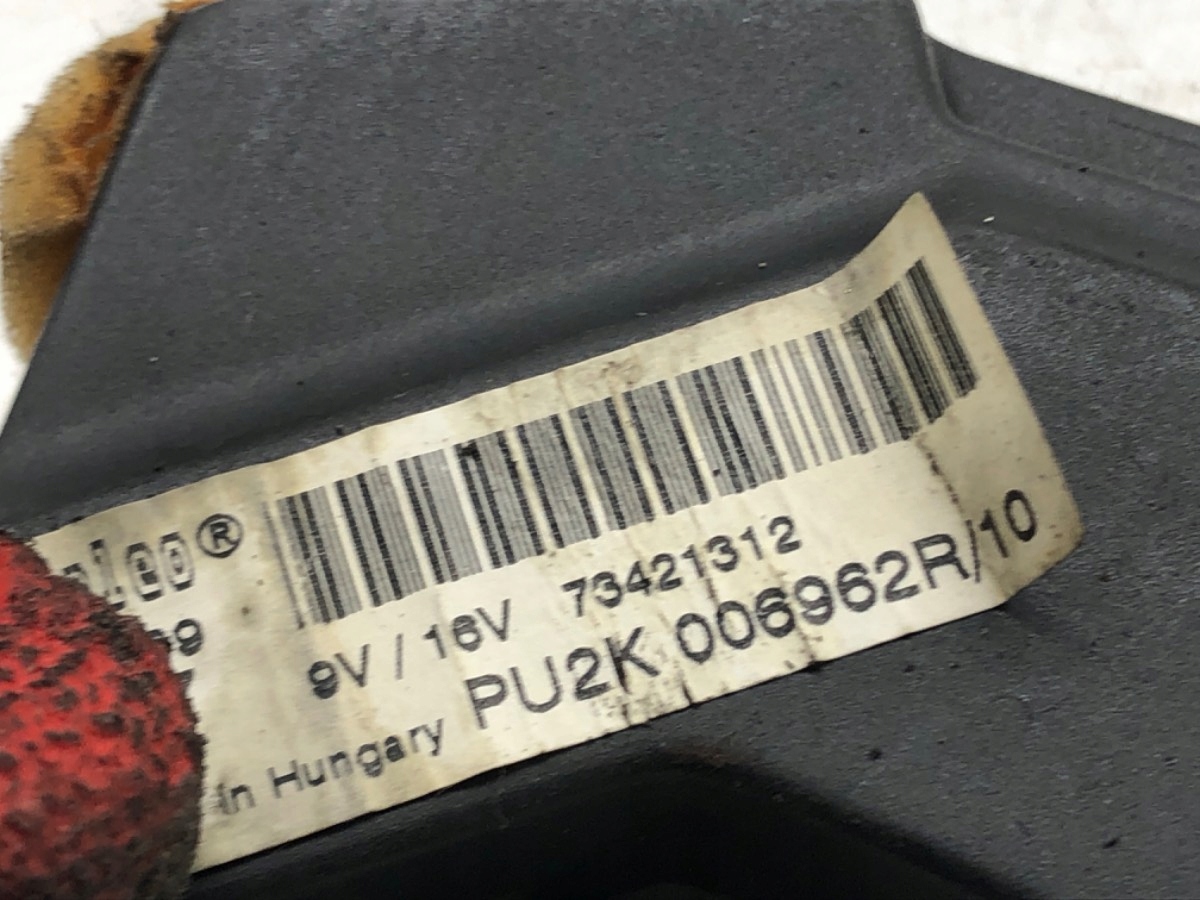 9V / 16V 73421312
In Hungary PU2K 006962R/10